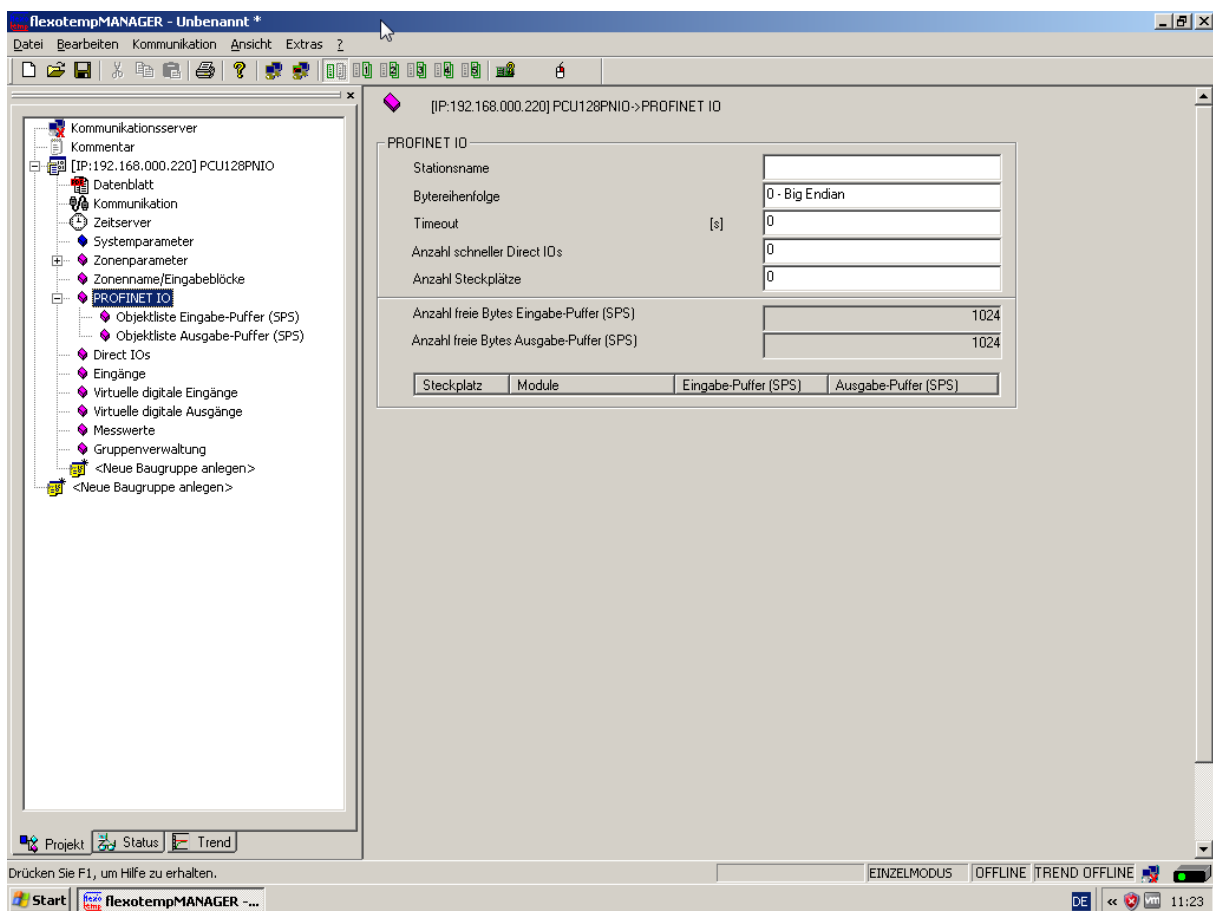 flexotempMANAGER - Unbenannt *
Datei Bearbeiten Kommunikation Ansicht Extras ?
Kommunikationsserver
Kommentar
[IP:192.168.000.220] PCU128PNIO
Datenblatt
Kommunikation
Zeitserver
Systemparameter
Zonenparameter
Zonenname/Eingabeblöcke
PROFINET IO
Objektliste Eingabe-Puffer (SPS)
Objektliste Ausgabe-Puffer (SPS)
Direct IOs
Eingänge
Virtuelle digitale Eingänge
Virtuelle digitale Ausgänge
Messwerte
Gruppenverwaltung
<Neue Baugruppe anlegen>
<Neue Baugruppe anlegen>
Projekt Status Trend
[IP:192.168.000.220] PCU128PNIO->PROFINET IO
PROFINET IO
Stationsname
Bytereihenfolge 0 - Big Endian
Timeout [s] 0
Anzahl schneller Direct IOs 0
Anzahl Steckplätze 0
Anzahl freie Bytes Eingabe-Puffer (SPS) 1024
Anzahl freie Bytes Ausgabe-Puffer (SPS) 1024
Steckplatz Module Eingabe-Puffer (SPS) Ausgabe-Puffer (SPS)
Drücken Sie F1, um Hilfe zu erhalten. EINZELMODUS OFFLINE TREND OFFLINE
Start flexotempMANAGER -... DE « 11:23